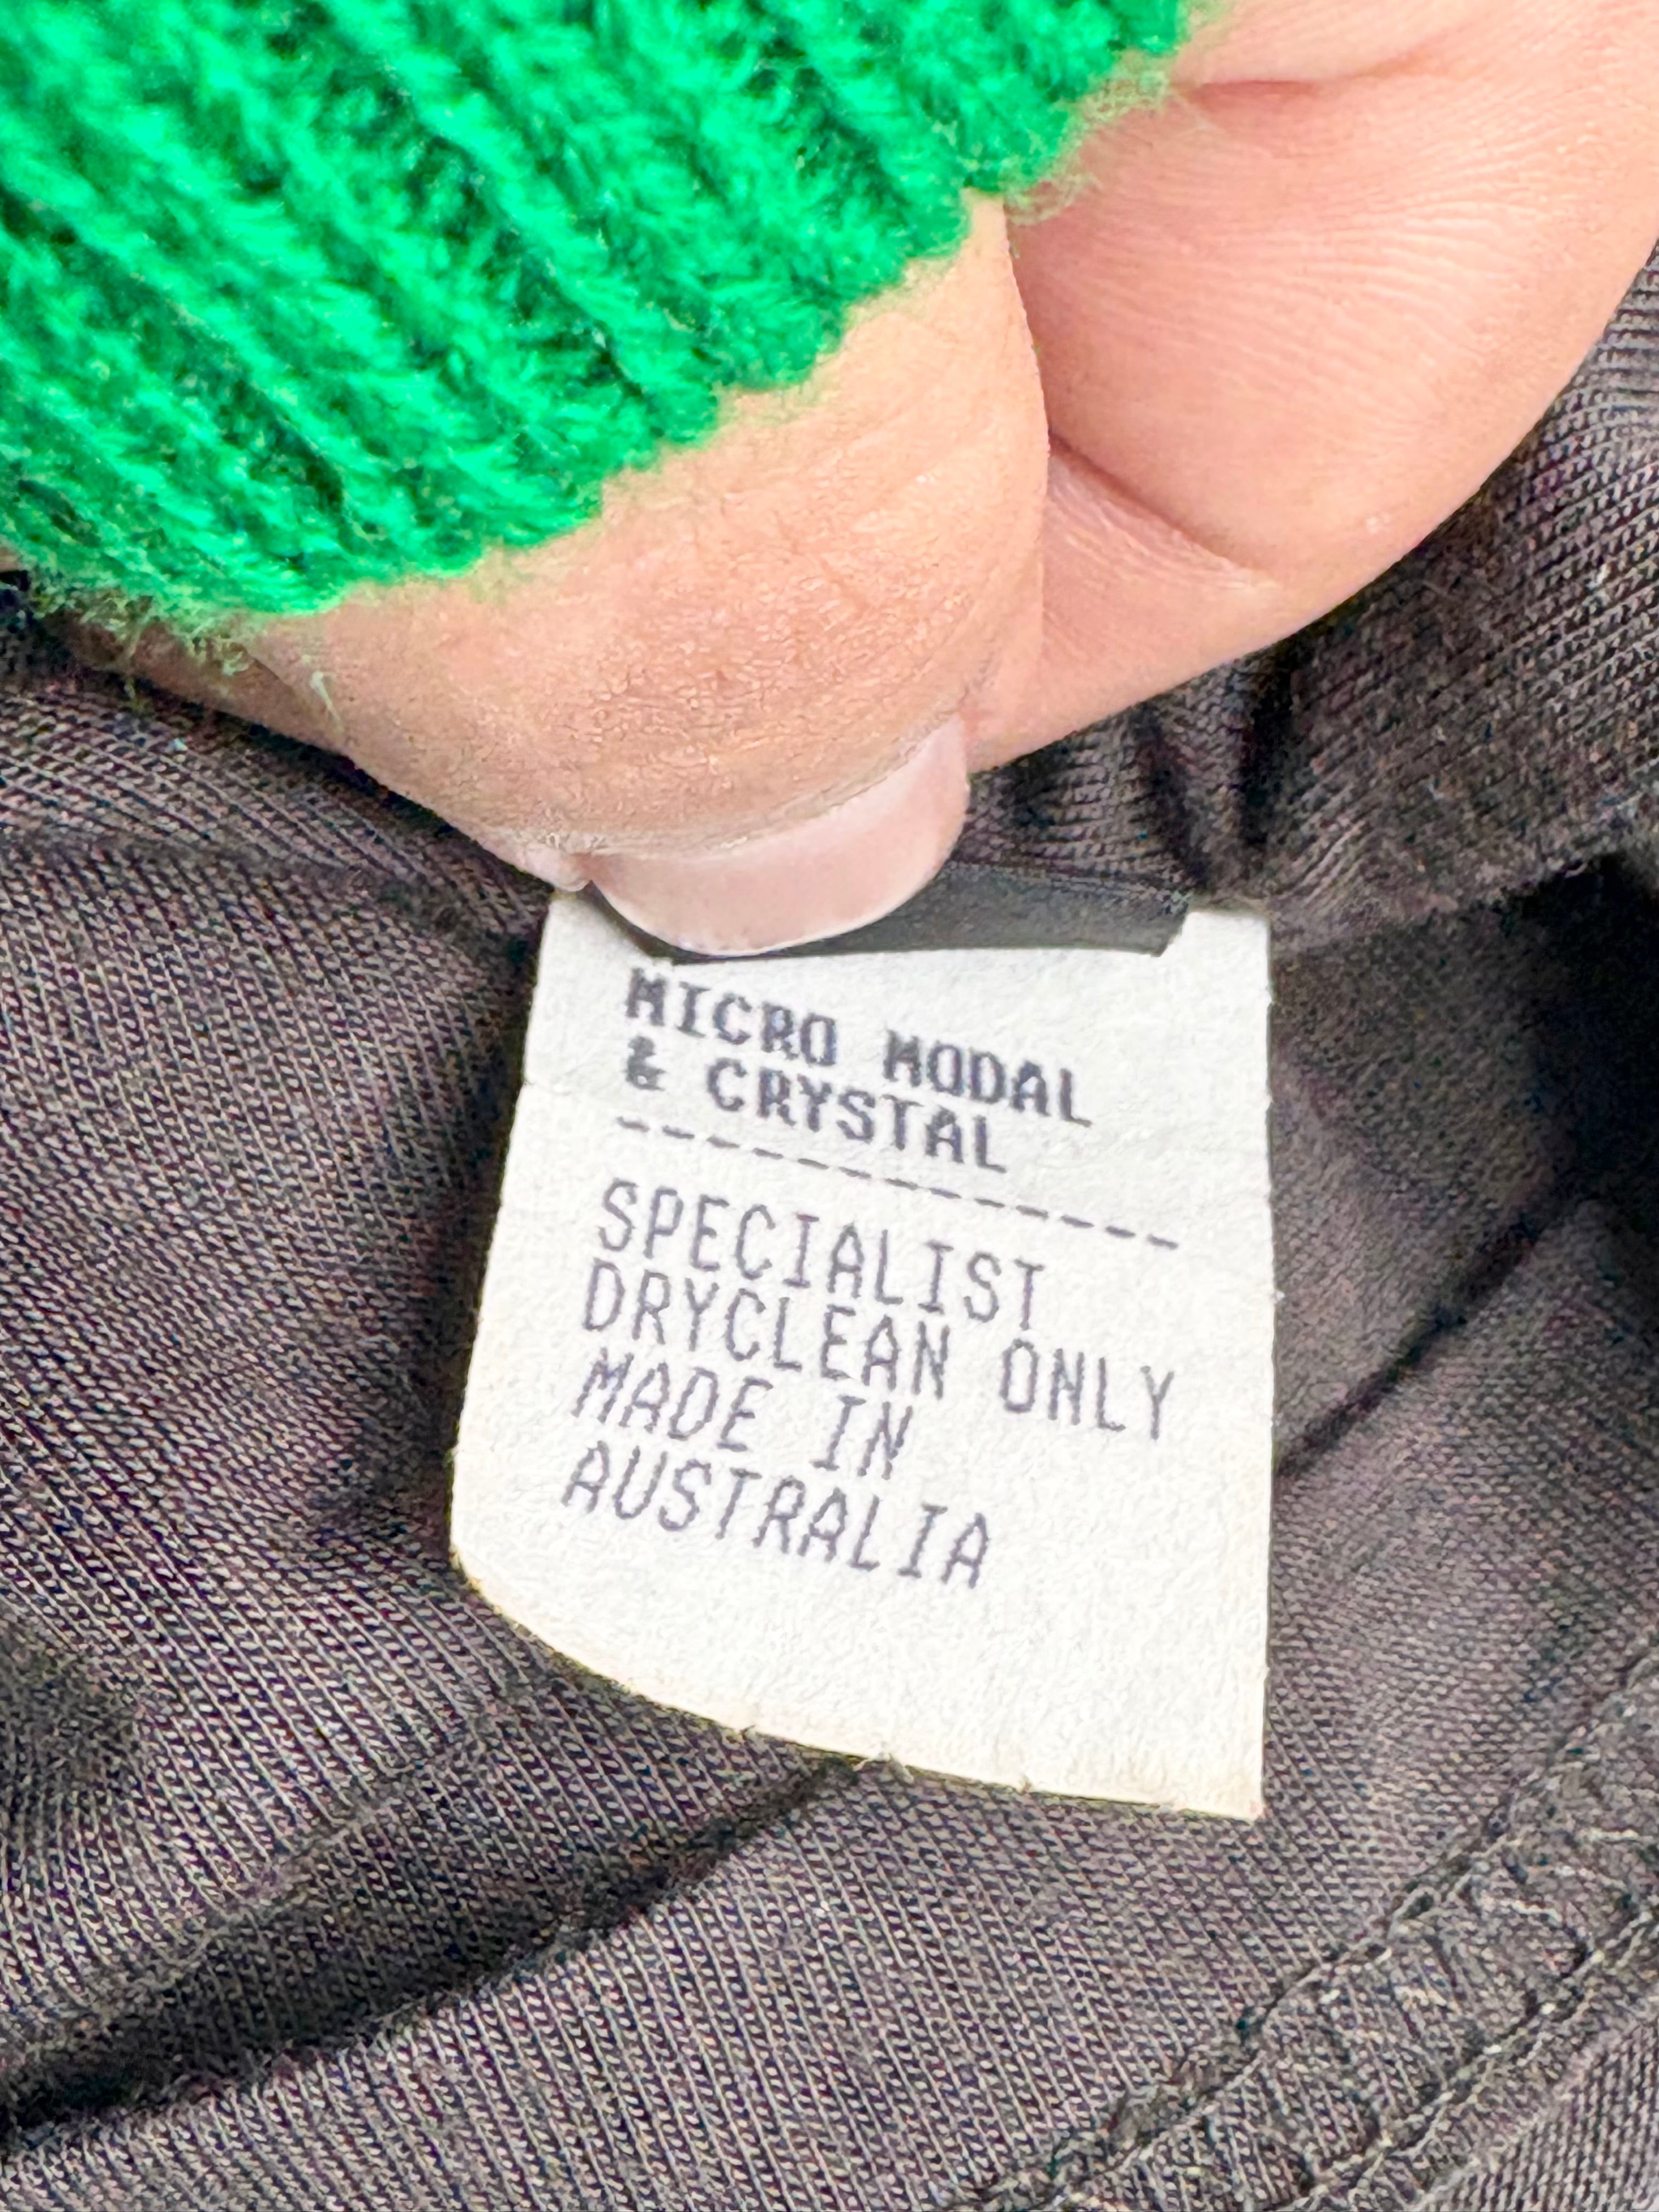 MICRO MODAL
& CRYSTAL
---------------
SPECIALIST
DRYCLEAN ONLY
MADE IN
AUSTRALIA